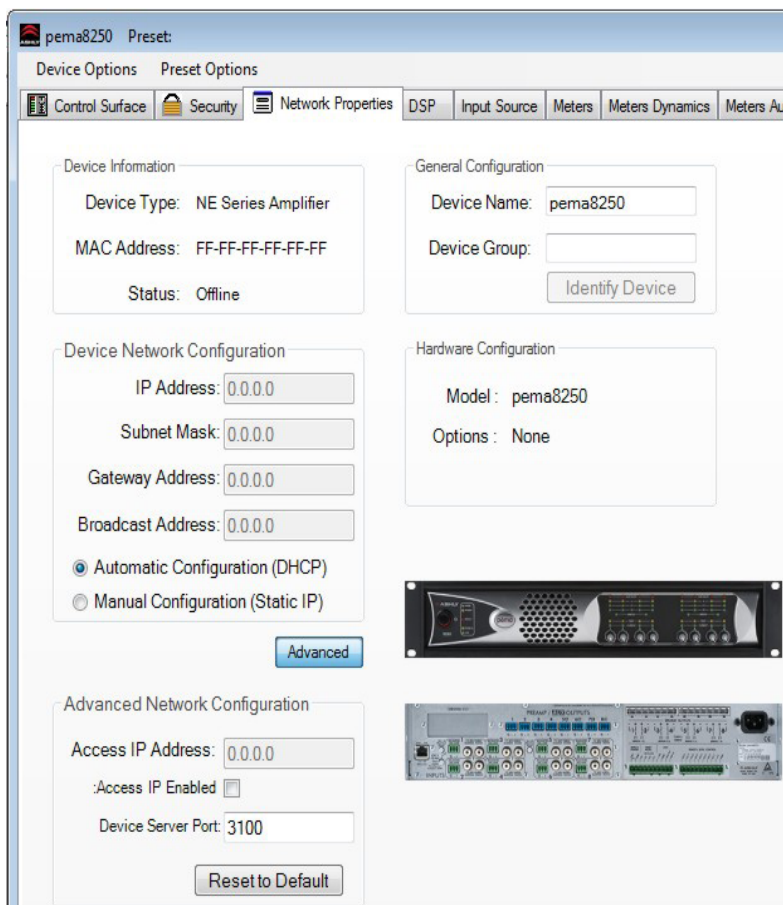 pema8250 Preset:
Device Options Preset Options
Control Surface Security Network Properties DSP Input Source Meters Meters Dynamics Meters Au
Device Information
Device Type: NE Series Amplifier
MAC Address: FF-FF-FF-FF-FF-FF
Status: Offline
General Configuration
Device Name: pema8250
Device Group:
Identify Device
Device Network Configuration
IP Address: 0.0.0.0
Subnet Mask: 0.0.0.0
Gateway Address: 0.0.0.0
Broadcast Address: 0.0.0.0
Automatic Configuration (DHCP)
Manual Configuration (Static IP)
Advanced
Hardware Configuration
Model : pema8250
Options : None
ASHLY
pema
Advanced Network Configuration
Access IP Address: 0.0.0.0
:Access IP Enabled
Device Server Port: 3100
Reset to Default
PREAMP / OUTPUTS
INPUTS